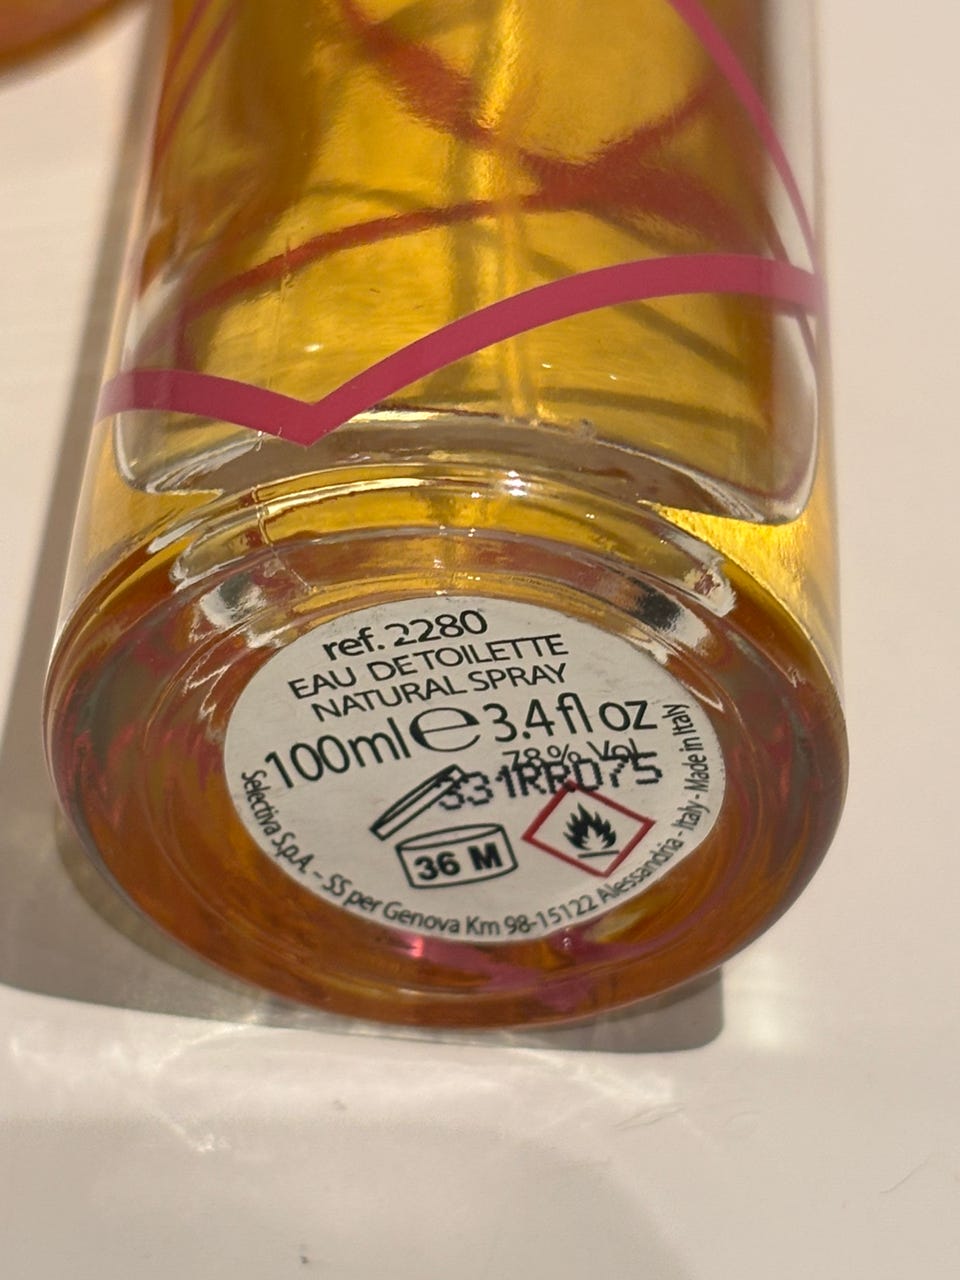 ref. 2280
EAU DE TOILETTE
NATURAL SPRAY
100ml e 3.4 fl oz
78% Vol
36 M
Selectiva S.p.A. - SS per Genova Km 98-15122 Alessandria - Italy - Made in Italy